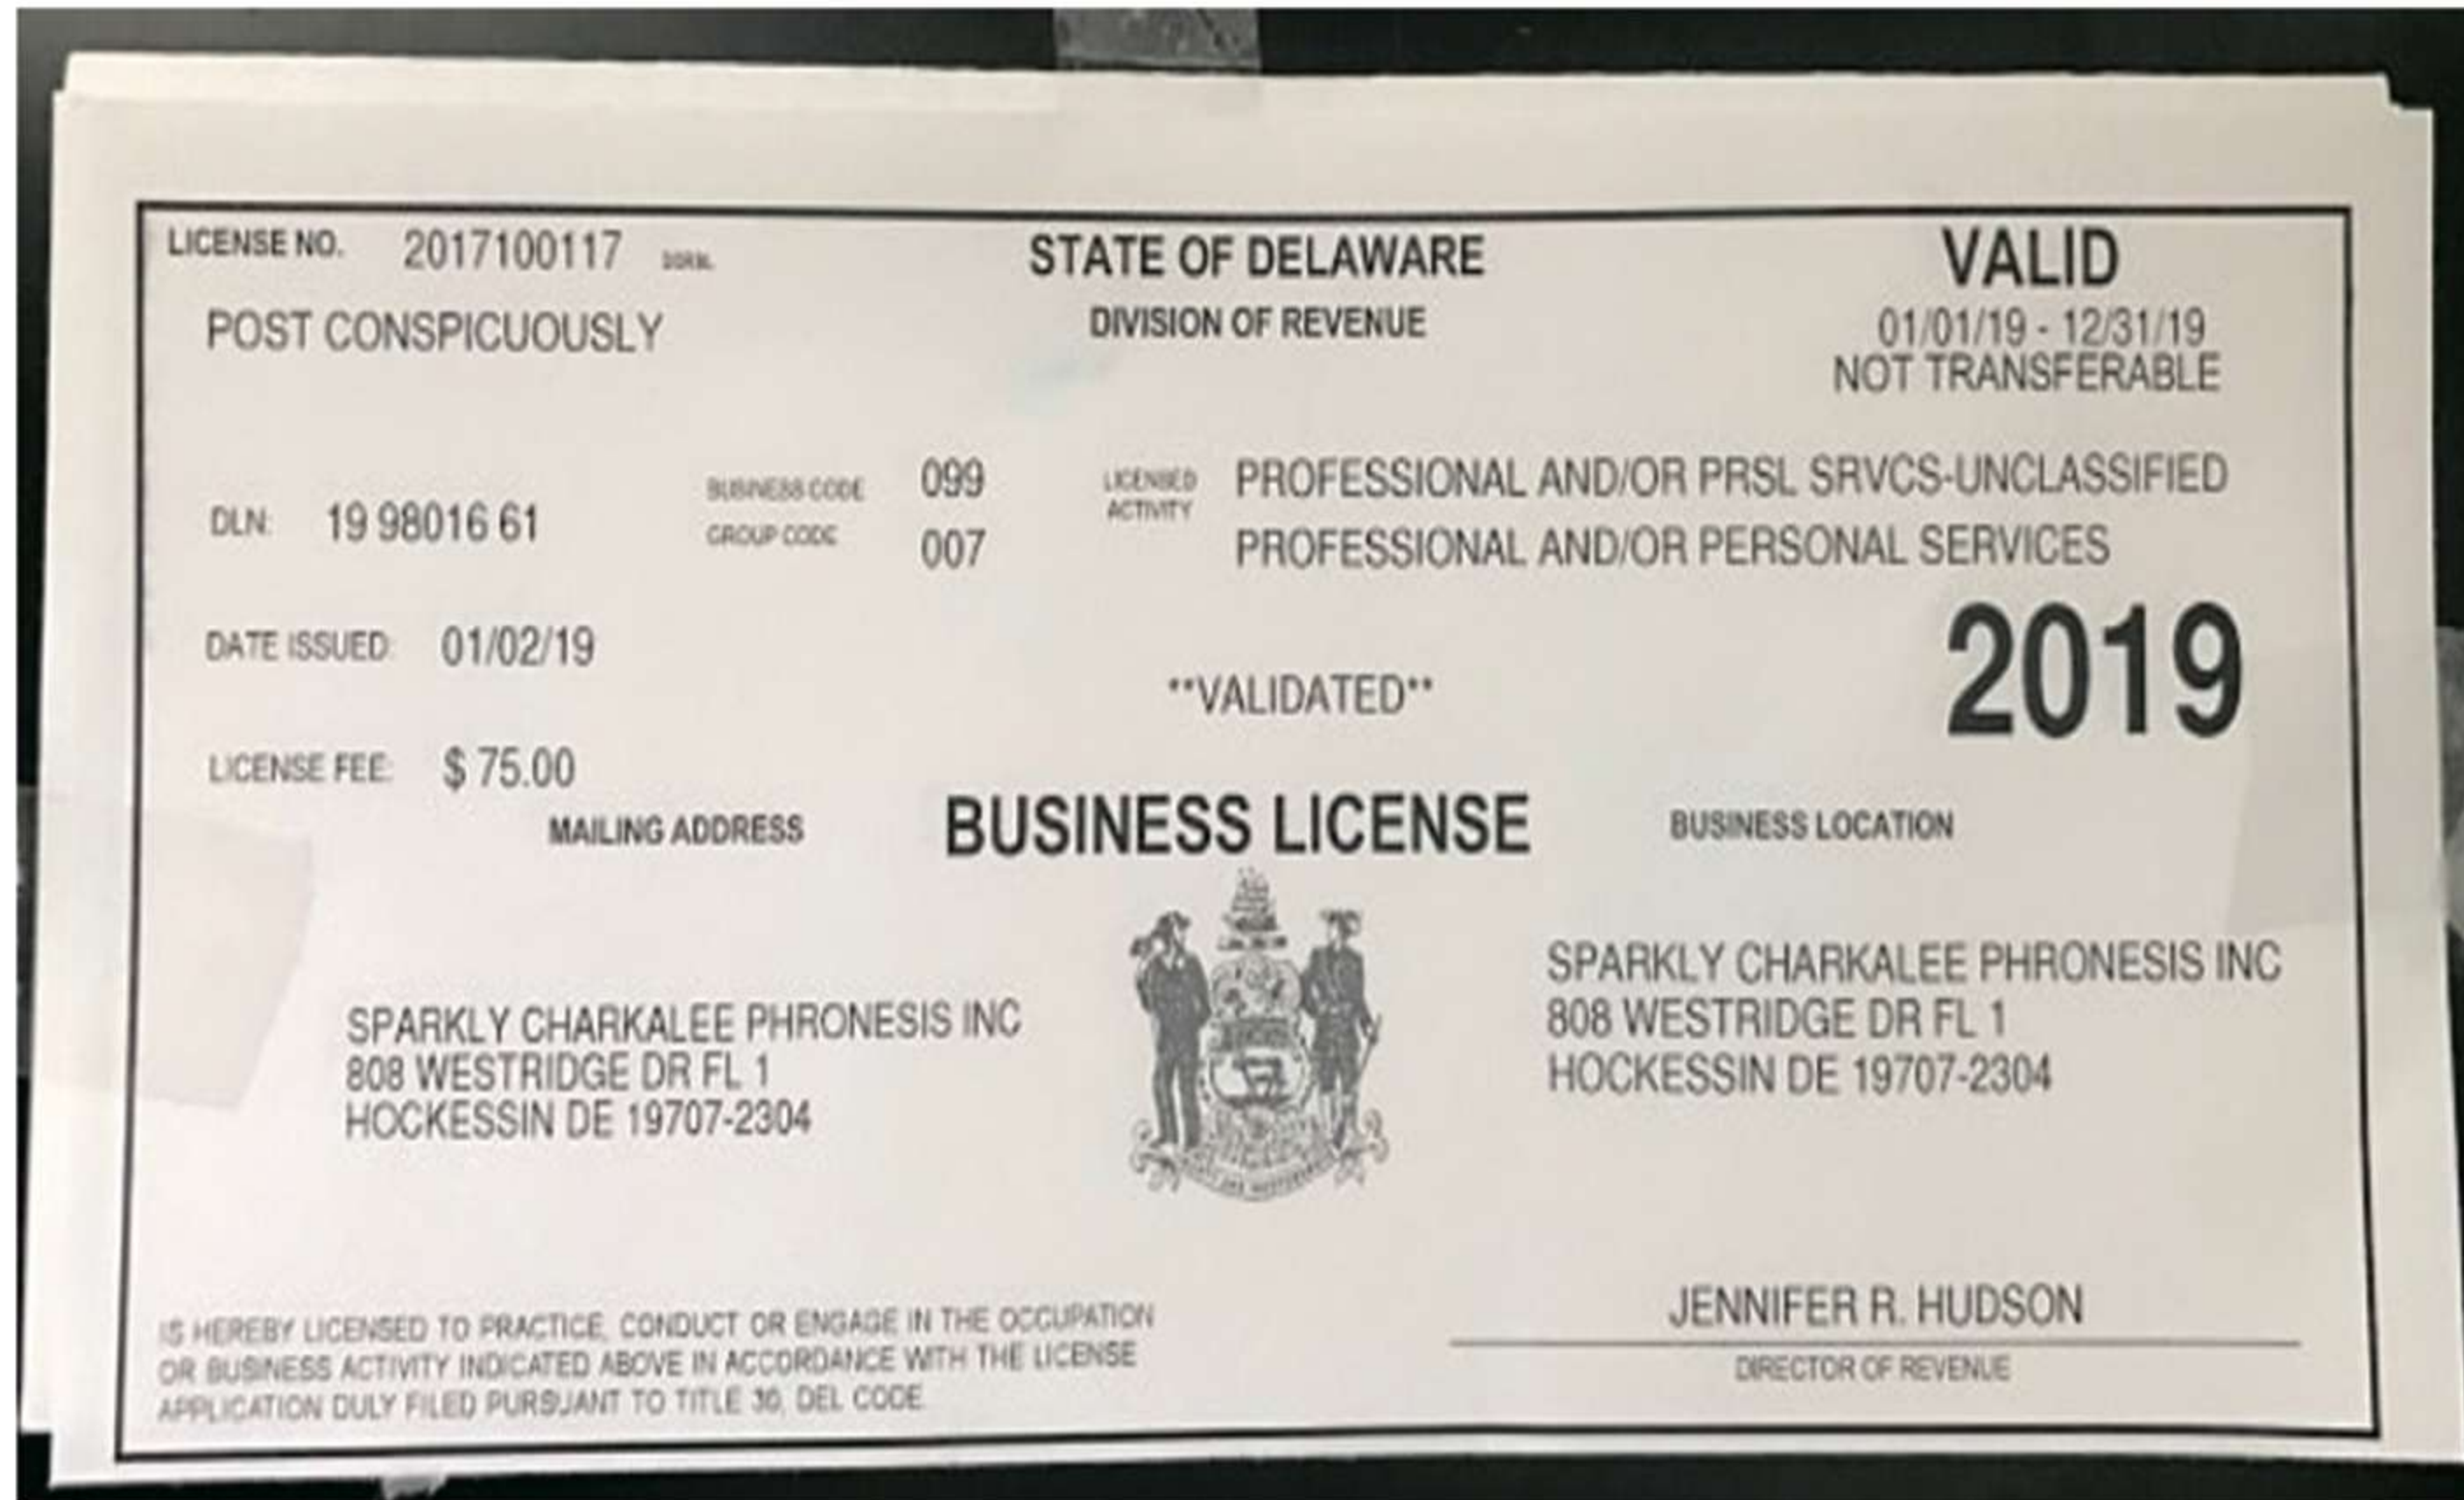 LICENSE NO. 2017100117
POST CONSPICUOUSLY
STATE OF DELAWARE
DIVISION OF REVENUE
VALID
01/01/19 - 12/31/19
NOT TRANSFERABLE
DLN: 19 98016 61
BUSINESS CODE 099
GROUP CODE 007
LICENSED
ACTIVITY
PROFESSIONAL AND/OR PRSL SRVCS-UNCLASSIFIED
PROFESSIONAL AND/OR PERSONAL SERVICES
DATE ISSUED: 01/02/19
**VALIDATED**
2019
LICENSE FEE: $ 75.00
MAILING ADDRESS
BUSINESS LICENSE
BUSINESS LOCATION
SPARKLY CHARKALEE PHRONESIS INC
808 WESTRIDGE DR FL 1
HOCKESSIN DE 19707-2304
SPARKLY CHARKALEE PHRONESIS INC
808 WESTRIDGE DR FL 1
HOCKESSIN DE 19707-2304
IS HEREBY LICENSED TO PRACTICE, CONDUCT OR ENGAGE IN THE OCCUPATION
OR BUSINESS ACTIVITY INDICATED ABOVE IN ACCORDANCE WITH THE LICENSE
APPLICATION DULY FILED PURSUANT TO TITLE 30, DEL CODE.
JENNIFER R. HUDSON
DIRECTOR OF REVENUE